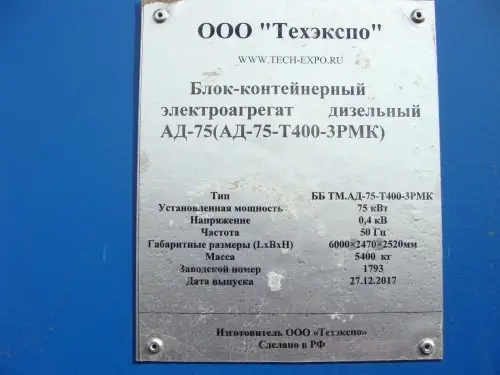 ООО "Техэкспо"
WWW.TECH-EXPO.RU
Блок-контейнерный
электроагрегат дизельный
АД-75(АД-75-Т400-3РМК)
Тип ББ ТМ.АД-75-Т400-3РМК
Установленная мощность 75 кВт
Напряжение 0,4 кВ
Частота 50 Гц
Габаритные размеры (LxBxH) 6000×2470×2520мм
Масса 5400 кг
Заводской номер 1793
Дата выпуска 27.12.2017
Изготовитель ООО «Техэкспо»
Сделано в РФ